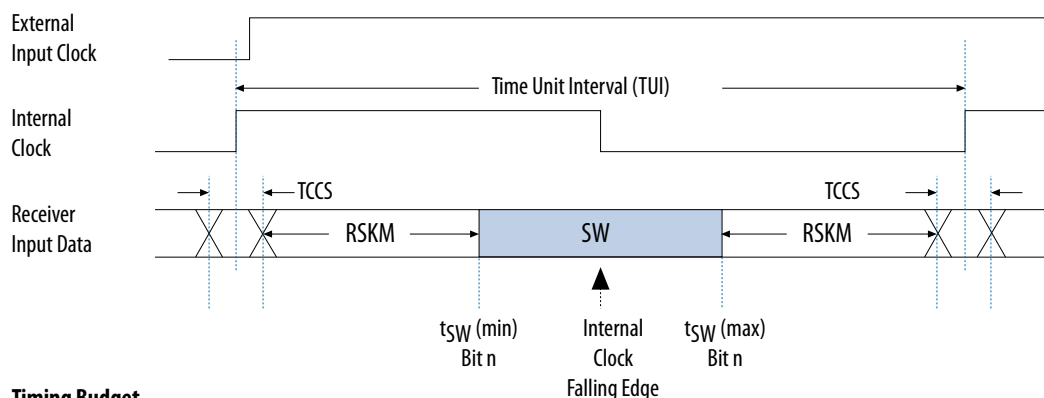 External
Input Clock
Time Unit Interval (TUI)
Internal
Clock
TCCS
TCCS
Receiver
Input Data
RSKM
SW
RSKM
tSW (min)
Bit n
Internal
Clock
Falling Edge
tSW (max)
Bit n
Timing Budget